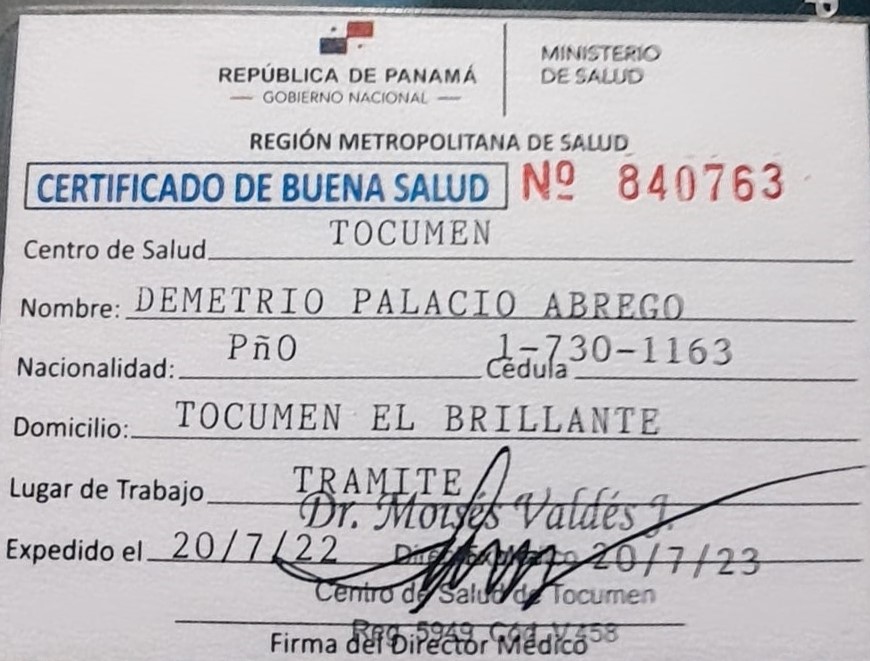 REPÚBLICA DE PANAMÁ
— GOBIERNO NACIONAL —
MINISTERIO
DE SALUD
REGIÓN METROPOLITANA DE SALUD
CERTIFICADO DE BUENA SALUD Nº 840763
Centro de Salud TOCUMEN
Nombre: DEMETRIO PALACIO ABREGO
Nacionalidad: PñO Cédula 1-730-1163
Domicilio: TOCUMEN EL BRILLANTE
Lugar de Trabajo TRAMITE
Dr. Moisés Valdés J.
Expedido el 20/7/22 20/7/23
Centro de Salud de Tocumen
Reg. 5949 Cód. V458
Firma del Director Médico